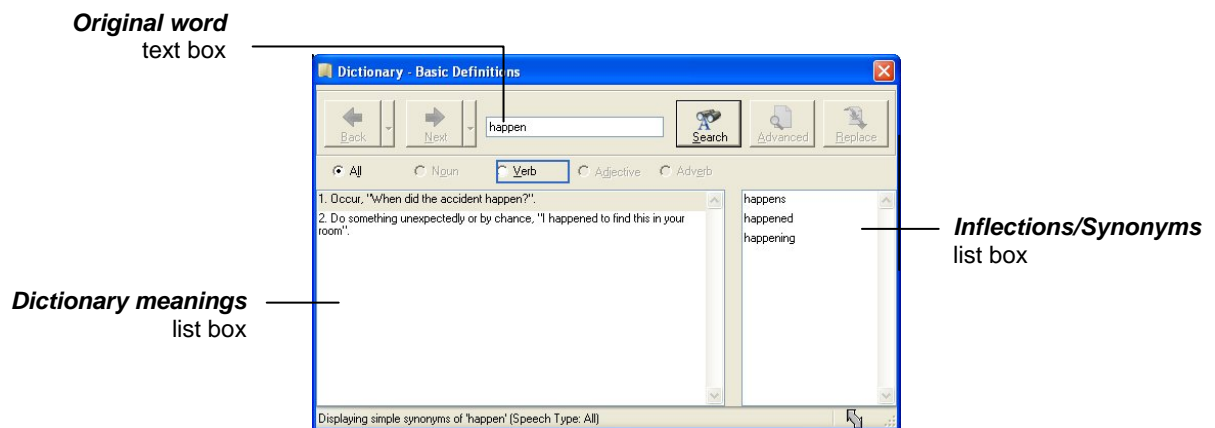 Original word
text box
Dictionary - Basic Definitions
Back
Next
happen
Search
Advanced
Replace
All
Noun
Verb
Adjective
Adverb
1. Occur, "When did the accident happen?".
2. Do something unexpectedly or by chance, "I happened to find this in your
room".
happens
happened
happening
Inflections/Synonyms
list box
Dictionary meanings
list box
Displaying simple synonyms of 'happen' (Speech Type: All)